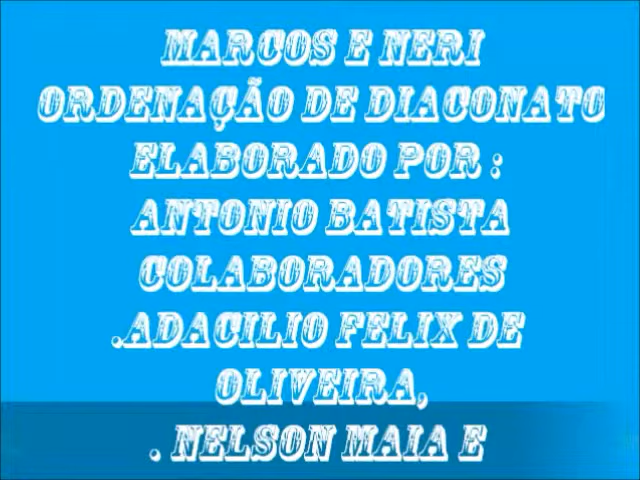 MARCOS E NERI
ORDENAÇÃO DE DIACONATO
ELABORADO POR :
ANTONIO BATISTA
COLABORADORES
.ADACILIO FELIX DE
OLIVEIRA,
. NELSON MAIA E